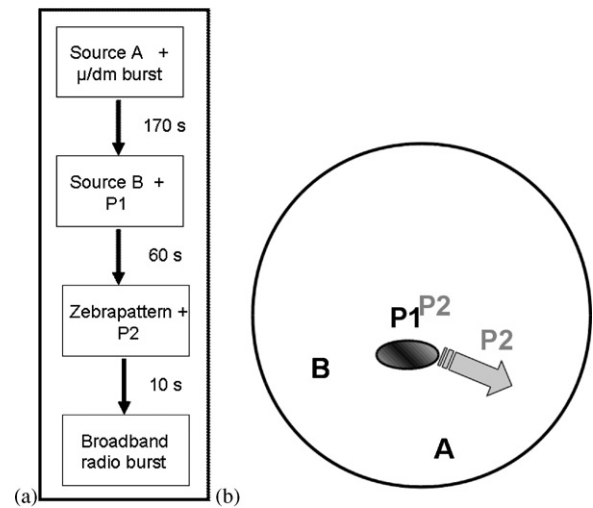 Source A +
µ/dm burst
170 s
Source B +
P1
60 s
Zebrapattern +
P2
10 s
Broadband
radio burst
(a)
P1
P2
P2
B
A
(b)